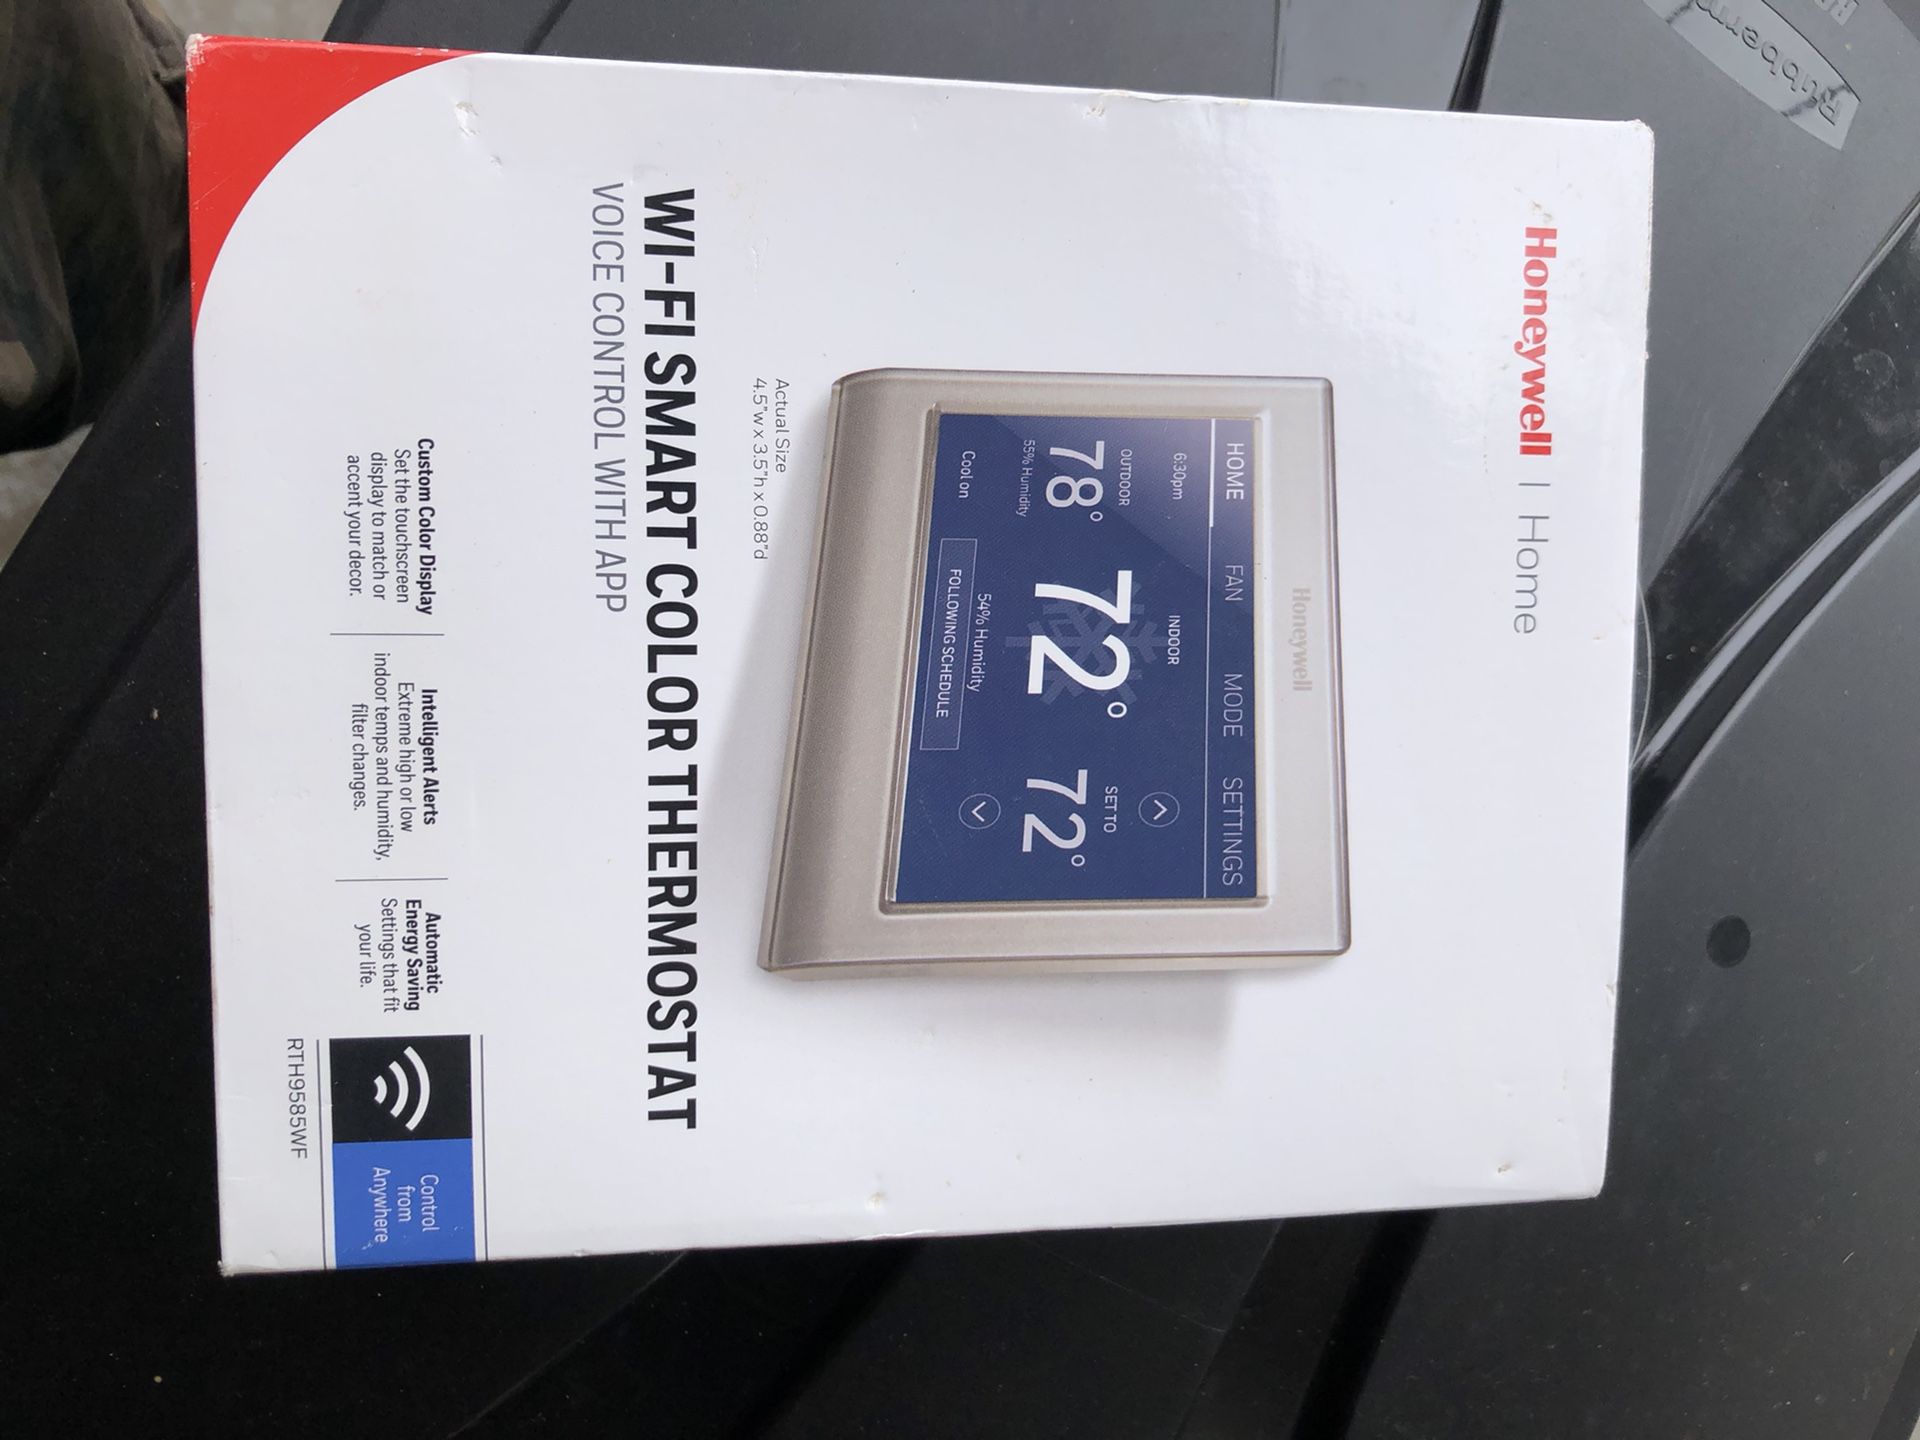 Honeywell | Home
Honeywell
HOME FAN MODE SETTINGS
6:30pm
OUTDOOR
78°
55% Humidity
Cool on
INDOOR
72°
54% Humidity
FOLLOWING SCHEDULE
SET TO
72°
Actual Size
4.5"w x 3.5"h x 0.88"d
WI-FI SMART COLOR THERMOSTAT
VOICE CONTROL WITH APP
Custom Color Display
Set the touchscreen
display to match or
accent your decor.
Intelligent Alerts
Extreme high or low
indoor temps and humidity,
filter changes.
Automatic
Energy Saving
Settings that fit
your life.
Control
from
Anywhere
RTH9585WF